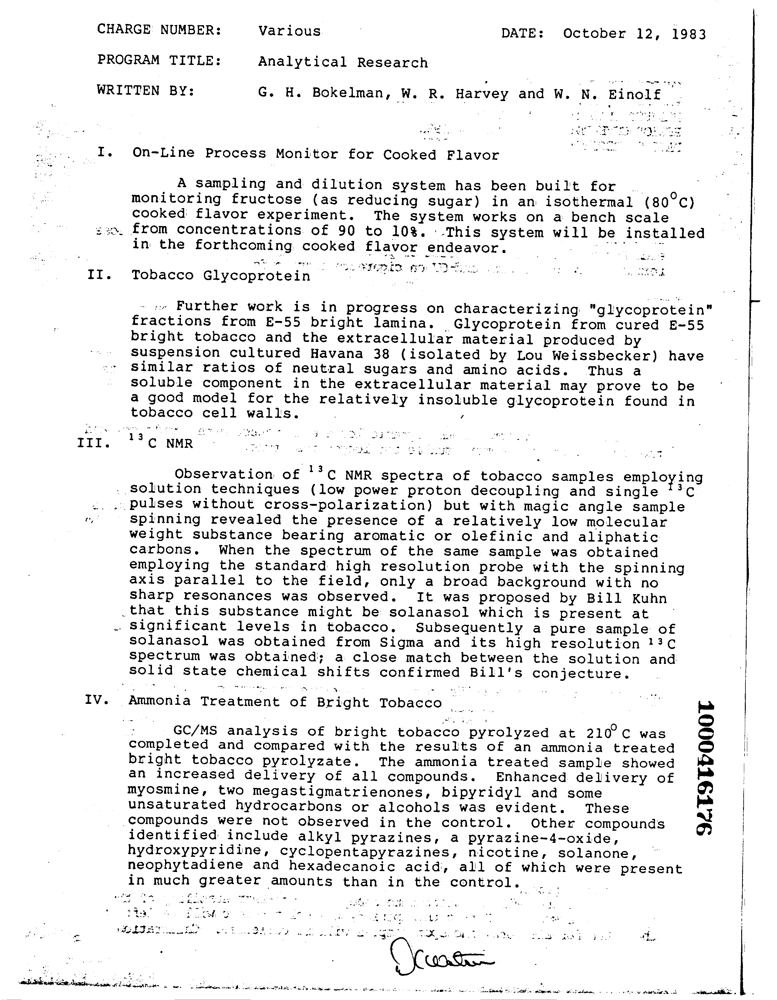 CHARGE NUMBER: Various DATE: October 12, 1983
PROGRAM TITLE: Analytical Research
WRITTEN BY: G. H. Bokelman, W. R. Harvey and W. N. Einolf
I. On-Line Process Monitor for Cooked Flavor
A sampling and dilution system has been built for
monitoring fructose (as reducing sugar) in an isothermal (80°C)
cooked flavor experiment. The system works on a bench scale
from concentrations of 90 to 10%. This system will be installed
in the forthcoming cooked flavor endeavor.
II. Tobacco Glycoprotein
Further work is in progress on characterizing "glycoprotein"
fractions from E-55 bright lamina. Glycoprotein from cured E-55
bright tobacco and the extracellular material produced by
suspension cultured Havana 38 (isolated by Lou Weissbecker) have
similar ratios of neutral sugars and amino acids. Thus a
soluble component in the extracellular material may prove to be
a good model for the relatively insoluble glycoprotein found in
tobacco cell walls.
III. ¹³C NMR
Observation of ¹³C NMR spectra of tobacco samples employing
solution techniques (low power proton decoupling and single ¹³C
pulses without cross-polarization) but with magic angle sample
spinning revealed the presence of a relatively low molecular
weight substance bearing aromatic or olefinic and aliphatic
carbons. When the spectrum of the same sample was obtained
employing the standard high resolution probe with the spinning
axis parallel to the field, only a broad background with no
sharp resonances was observed. It was proposed by Bill Kuhn
that this substance might be solanasol which is present at
significant levels in tobacco. Subsequently a pure sample of
solanasol was obtained from Sigma and its high resolution ¹³C
spectrum was obtained; a close match between the solution and
solid state chemical shifts confirmed Bill's conjecture.
IV. Ammonia Treatment of Bright Tobacco
GC/MS analysis of bright tobacco pyrolyzed at 210°C was
completed and compared with the results of an ammonia treated
bright tobacco pyrolyzate. The ammonia treated sample showed
an increased delivery of all compounds. Enhanced delivery of
myosmine, two megastigmatrienones, bipyridyl and some
unsaturated hydrocarbons or alcohols was evident. These
compounds were not observed in the control. Other compounds
identified include alkyl pyrazines, a pyrazine-4-oxide,
hydroxypyridine, cyclopentapyrazines, nicotine, solanone,
neophytadiene and hexadecanoic acid, all of which were present
in much greater amounts than in the control.
1000416176